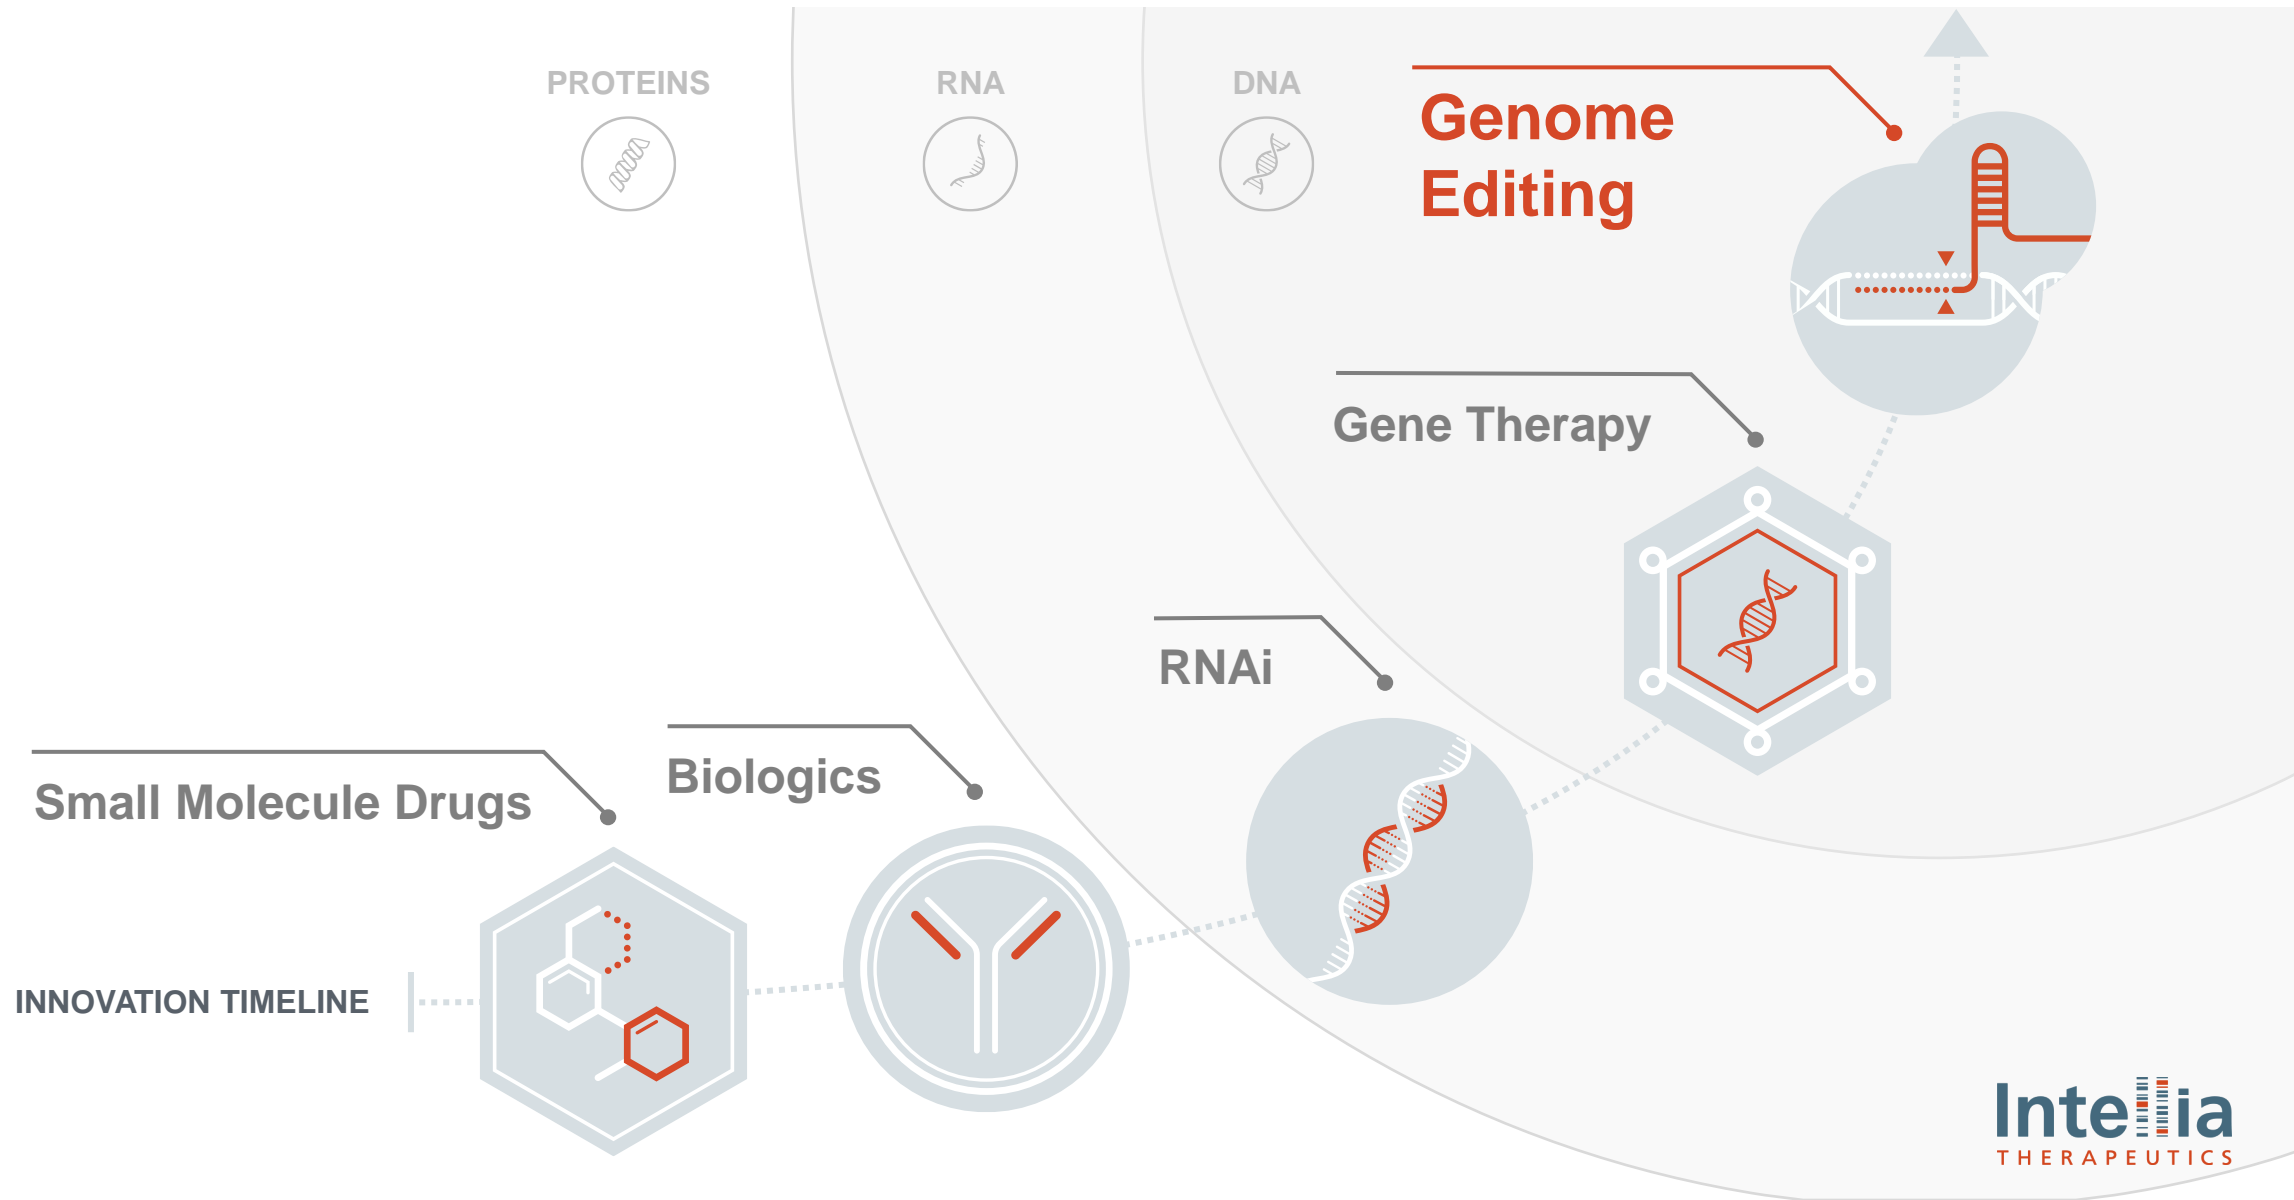 PROTEINS
RNA
DNA
Genome
Editing
Gene Therapy
RNAi
Biologics
Small Molecule Drugs
INNOVATION TIMELINE
Intellia
THERAPEUTICS